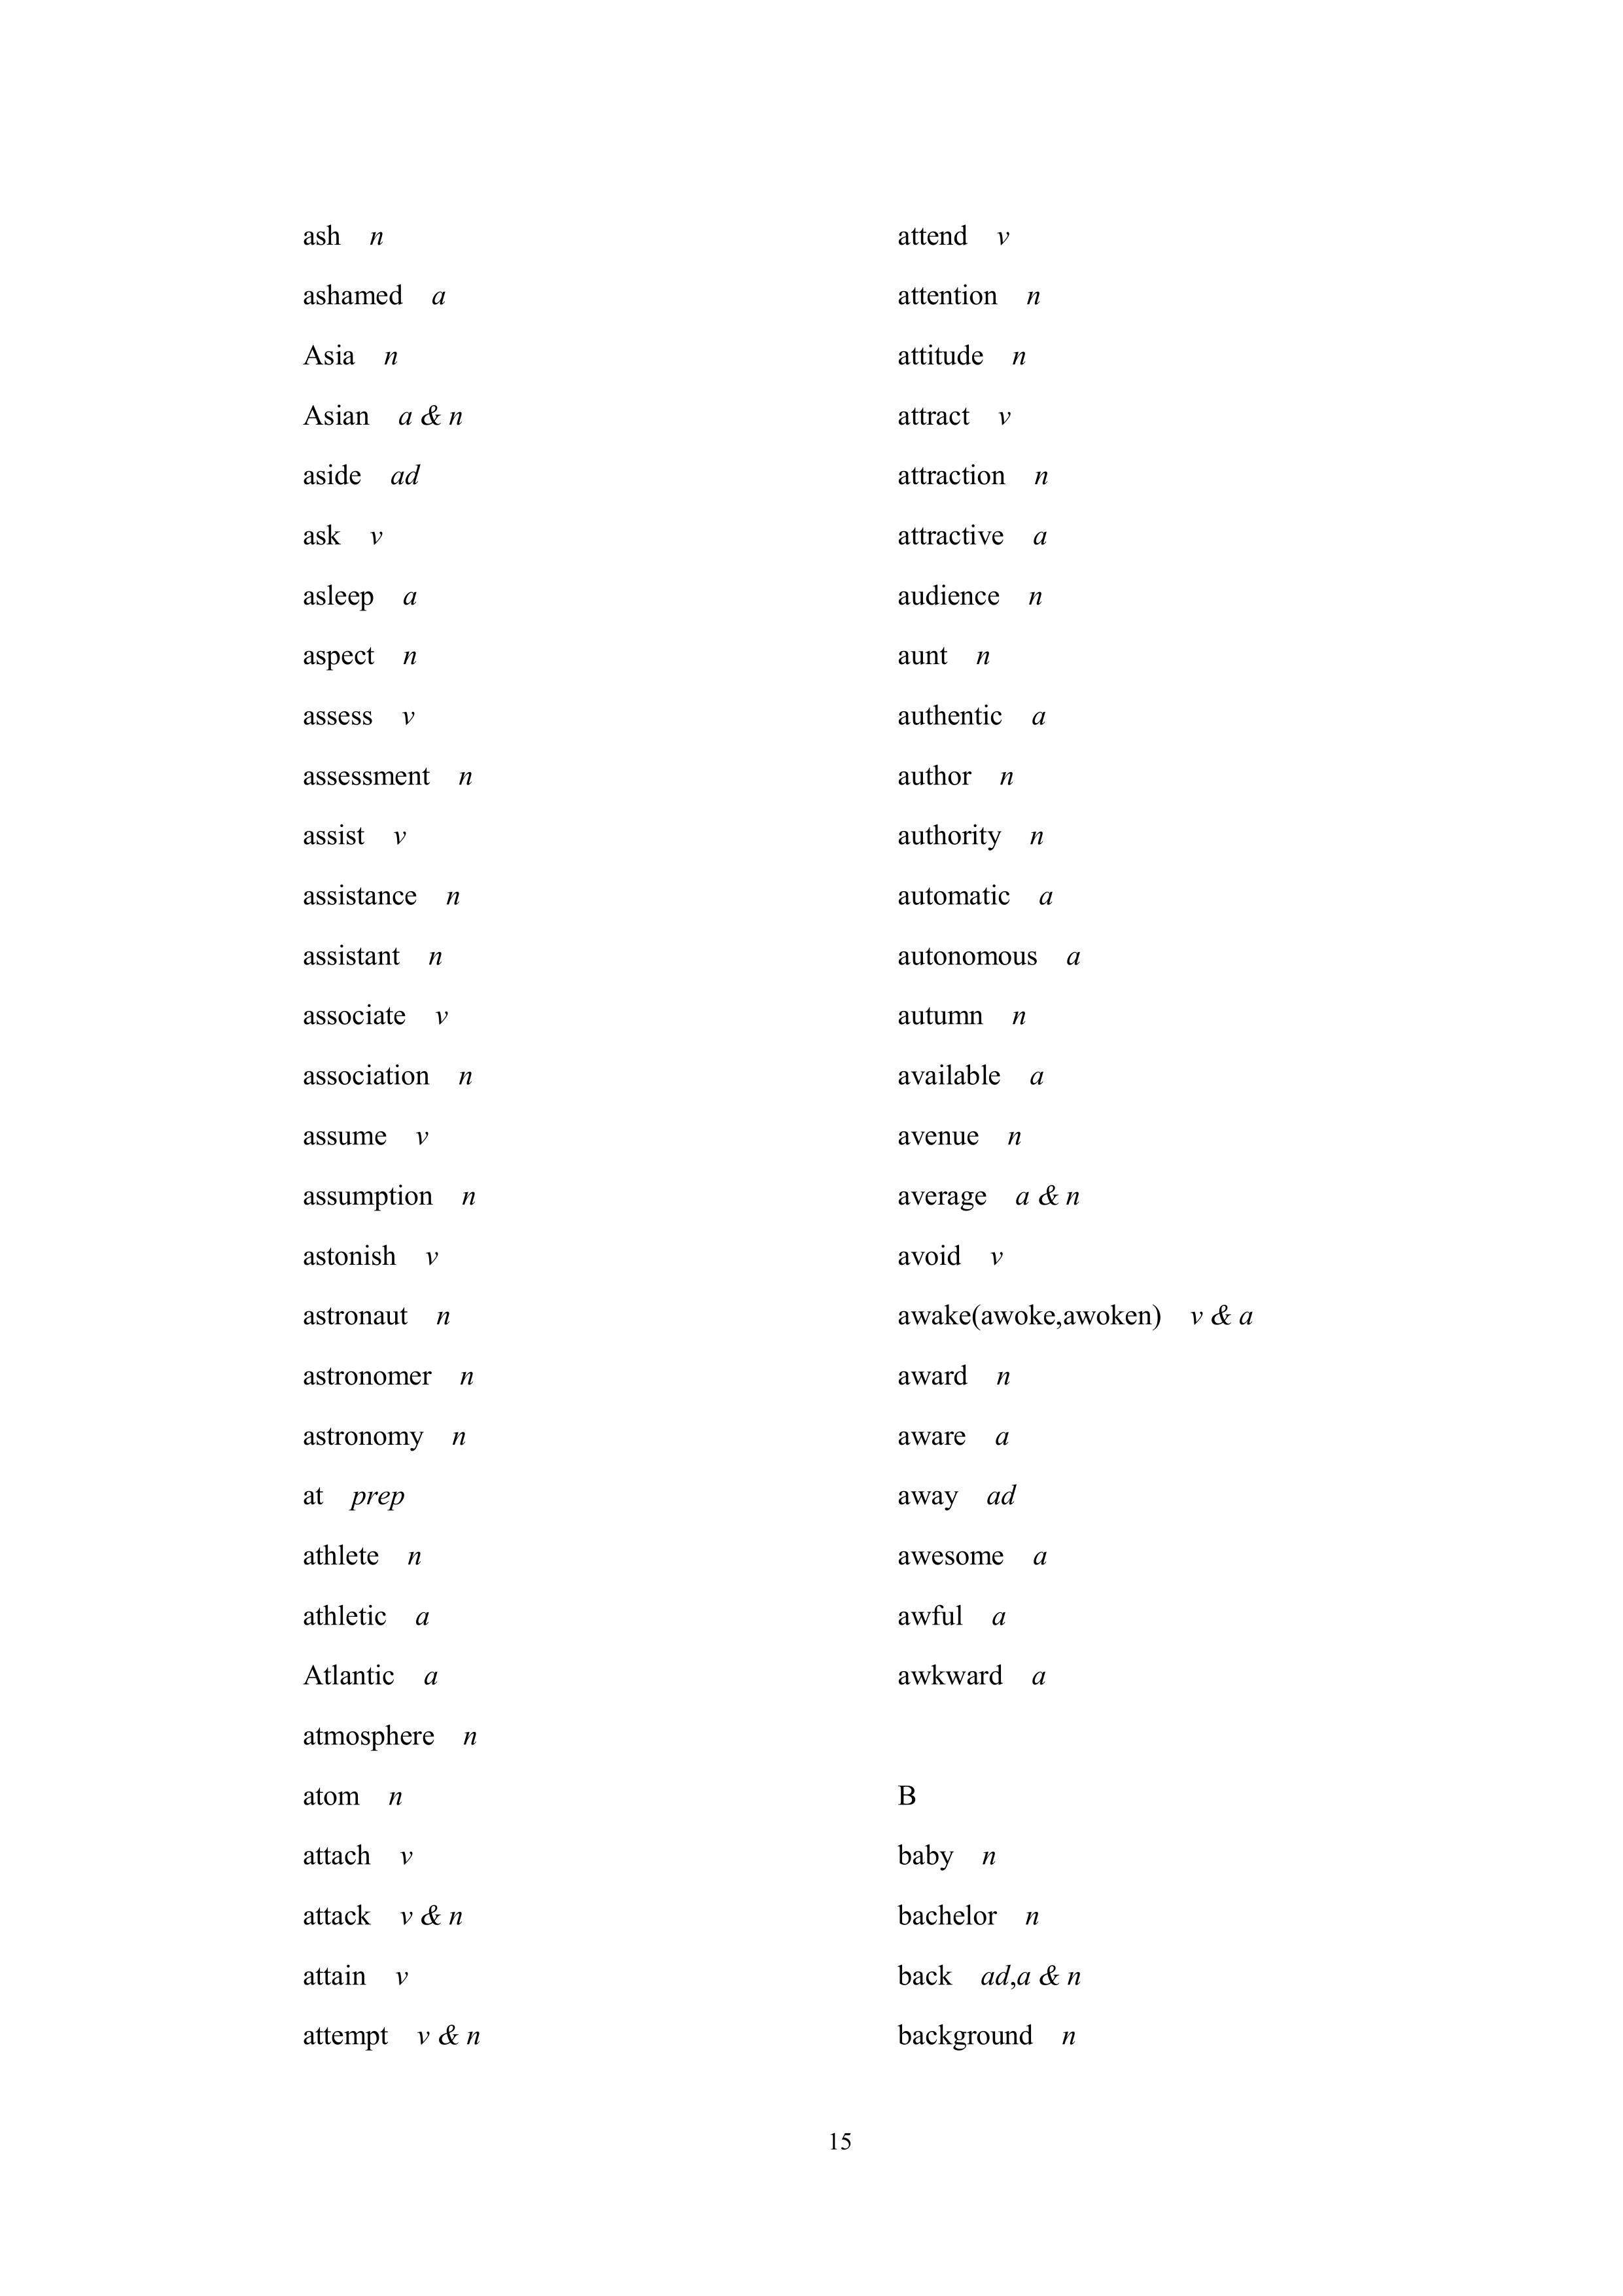 ash n
ashamed a
Asia n
Asian a & n
aside ad
ask v
asleep a
aspect n
assess v
assessment n
assist v
assistance n
assistant n
associate v
association n
assume v
assumption n
astonish v
astronaut n
astronomer n
astronomy n
at prep
athlete n
athletic a
Atlantic a
atmosphere n
atom n
attach v
attack v & n
attain v
attempt v & n
attend v
attention n
attitude n
attract v
attraction n
attractive a
audience n
aunt n
authentic a
author n
authority n
automatic a
autonomous a
autumn n
available a
avenue n
average a & n
avoid v
awake(awoke,awoken) v & a
award n
aware a
away ad
awesome a
awful a
awkward a
B
baby n
bachelor n
back ad,a & n
background n
15